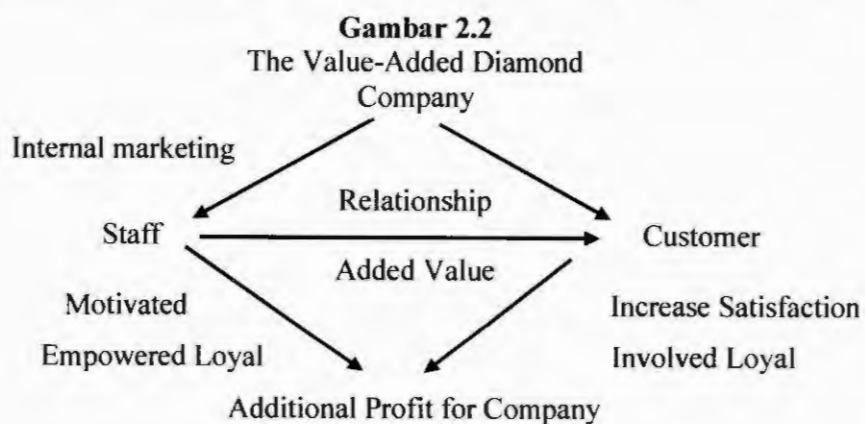 Gambar 2.2
The Value-Added Diamond
Company
Internal marketing
Relationship
Staff
Customer
Added Value
Motivated
Increase Satisfaction
Empowered Loyal
Involved Loyal
Additional Profit for Company